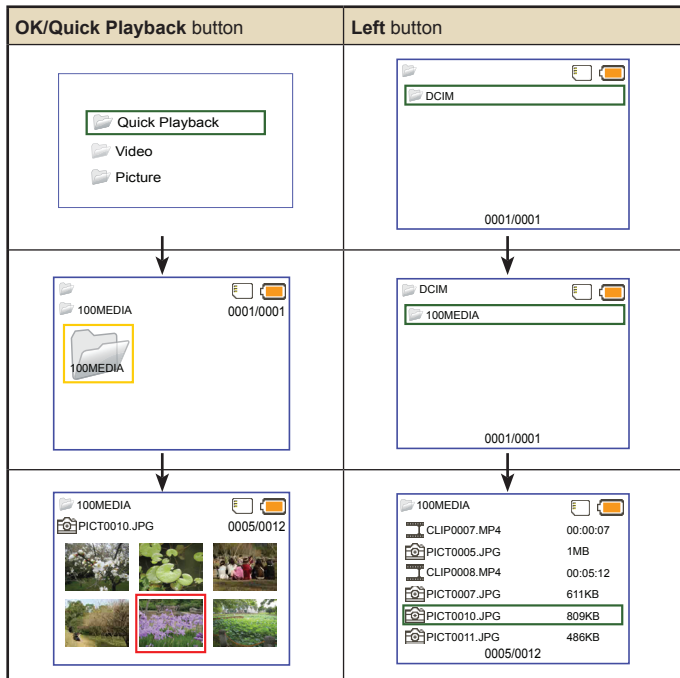 OK/Quick Playback button
Left button
Quick Playback
Video
Picture
DCIM
0001/0001
100MEDIA
0001/0001
100MEDIA
DCIM
100MEDIA
0001/0001
100MEDIA
PICT0010.JPG 0005/0012
100MEDIA
CLIP0007.MP4 00:00:07
PICT0005.JPG 1MB
CLIP0008.MP4 00:05:12
PICT0007.JPG 611KB
PICT0010.JPG 809KB
PICT0011.JPG 486KB
0005/0012